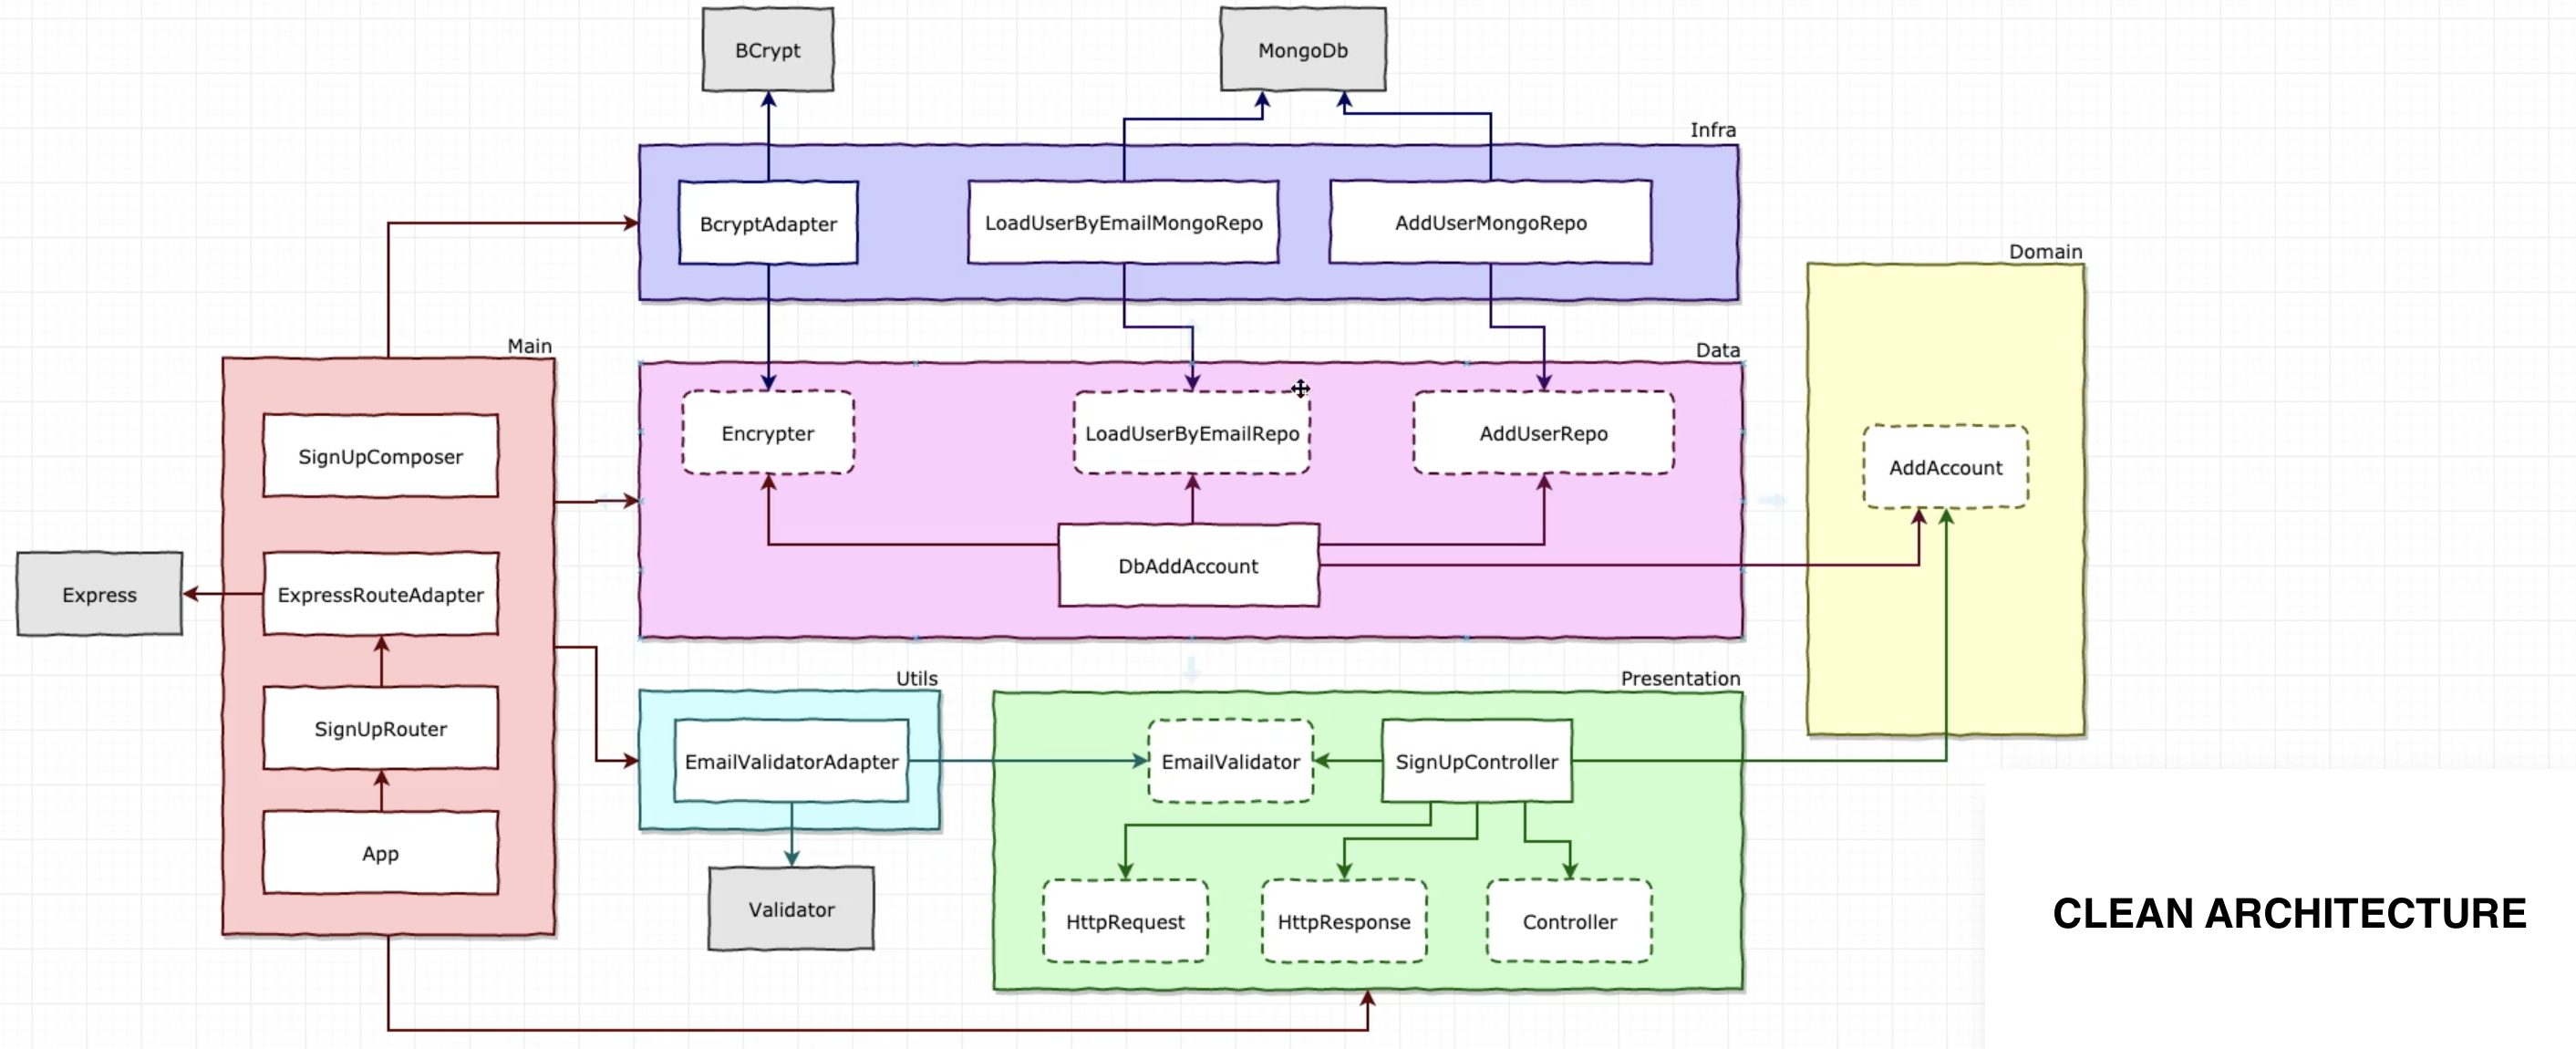 BCrypt
MongoDb
Infra
BcryptAdapter
LoadUserByEmailMongoRepo
AddUserMongoRepo
Domain
Main
Data
SignUpComposer
Encrypter
LoadUserByEmailRepo
AddUserRepo
AddAccount
DbAddAccount
Express
ExpressRouteAdapter
Utils
Presentation
SignUpRouter
EmailValidatorAdapter
EmailValidator
SignUpController
App
Validator
HttpRequest
HttpResponse
Controller
CLEAN ARCHITECTURE